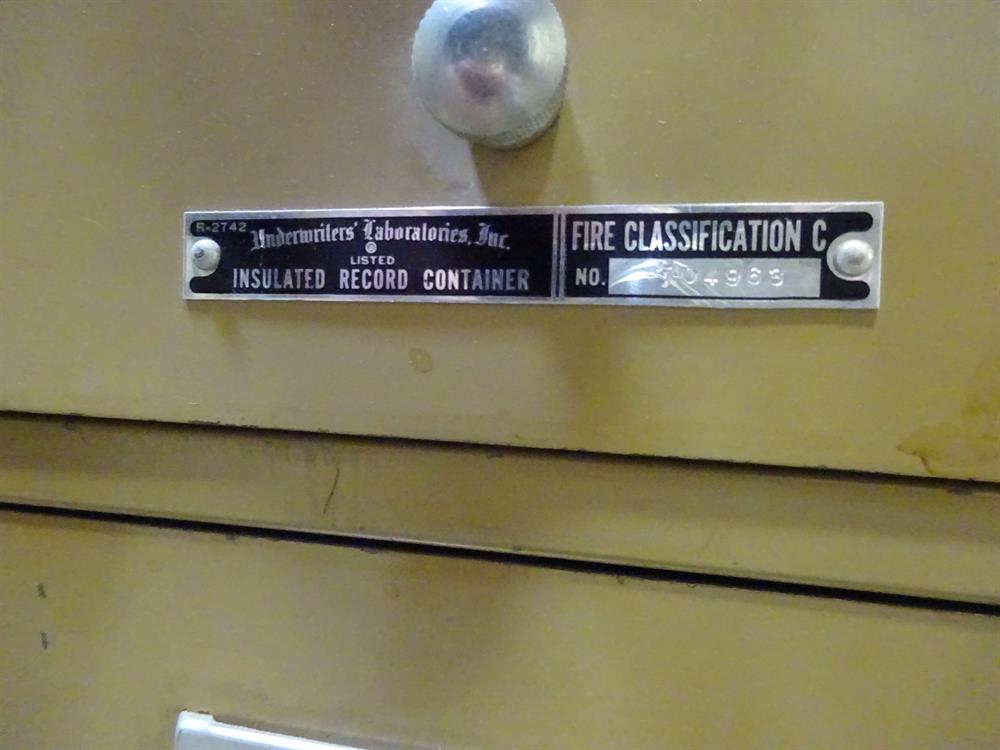 R-2742
Underwriters' Laboratories, Inc.
®
LISTED
INSULATED RECORD CONTAINER
FIRE CLASSIFICATION C
NO.